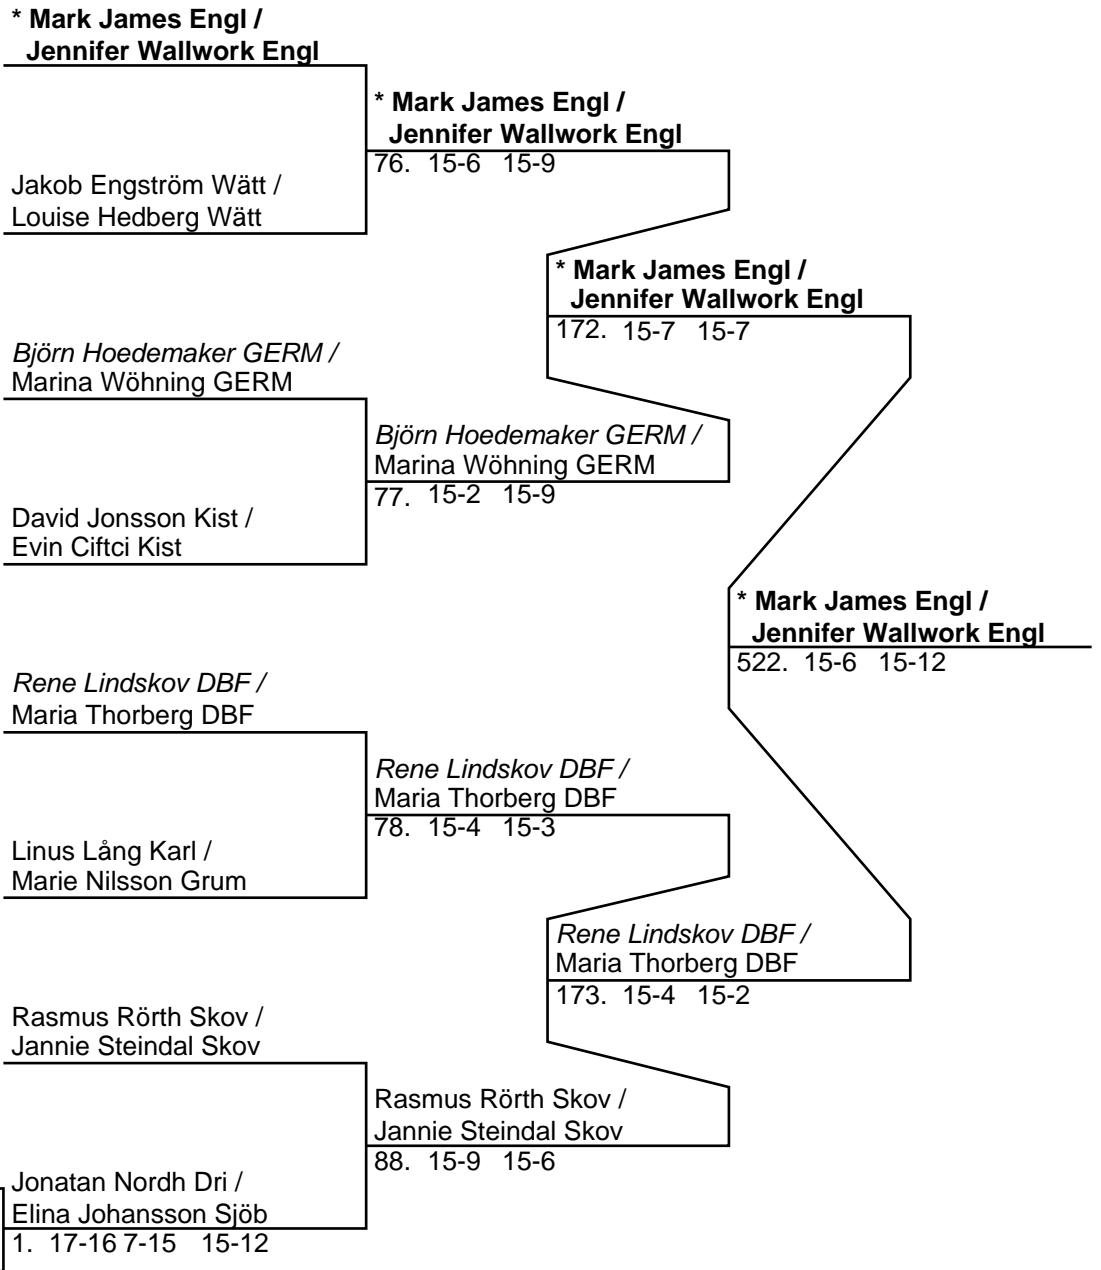 * Mark James Engl /
Jennifer Wallwork Engl
* Mark James Engl /
Jennifer Wallwork Engl
76. 15-6 15-9
Jakob Engström Wätt /
Louise Hedberg Wätt
* Mark James Engl /
Jennifer Wallwork Engl
172. 15-7 15-7
Björn Hoedemaker GERM /
Marina Wöhning GERM
Björn Hoedemaker GERM /
Marina Wöhning GERM
77. 15-2 15-9
David Jonsson Kist /
Evin Ciftci Kist
* Mark James Engl /
Jennifer Wallwork Engl
522. 15-6 15-12
Rene Lindskov DBF /
Maria Thorberg DBF
Rene Lindskov DBF /
Maria Thorberg DBF
78. 15-4 15-3
Linus Lång Karl /
Marie Nilsson Grum
Rene Lindskov DBF /
Maria Thorberg DBF
173. 15-4 15-2
Rasmus Rörth Skov /
Jannie Steindal Skov
Rasmus Rörth Skov /
Jannie Steindal Skov
88. 15-9 15-6
Jonatan Nordh Dri /
Elina Johansson Sjöb
1. 17-16 7-15 15-12